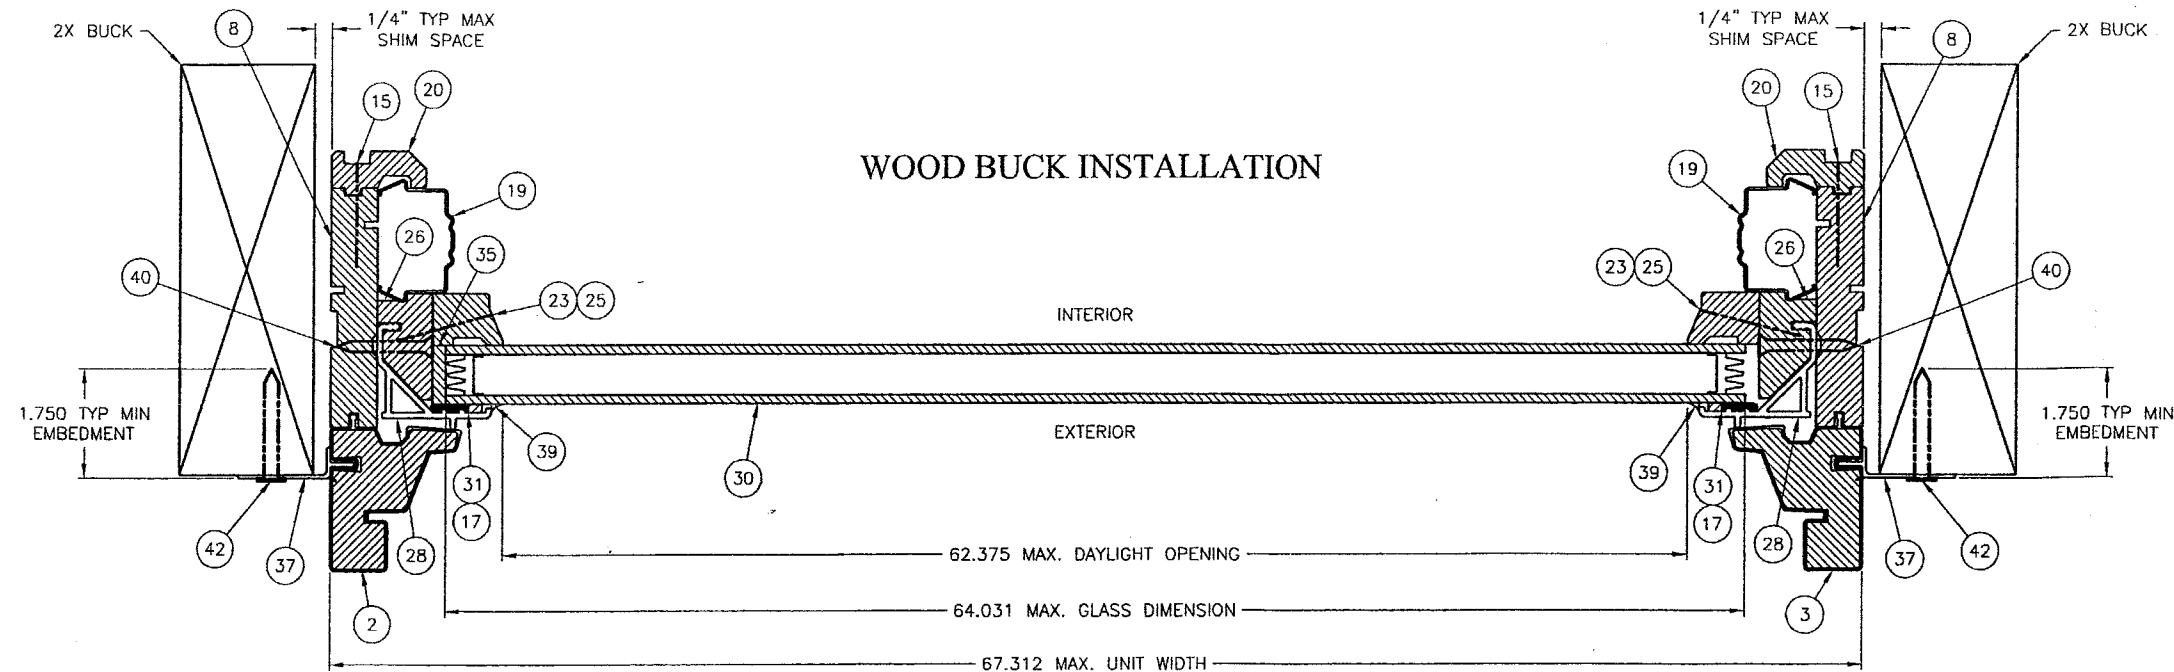 1/4" TYP MAX
SHIM SPACE
2X BUCK
8
15
20
19
26
35
40
23 25
1.750 TYP MIN
EMBEDMENT
42
37
2
28
31
17
39
30
WOOD BUCK INSTALLATION
INTERIOR
EXTERIOR
62.375 MAX. DAYLIGHT OPENING
64.031 MAX. GLASS DIMENSION
67.312 MAX. UNIT WIDTH
1/4" TYP MAX
SHIM SPACE
8
2X BUCK
20
15
19
26
23 25
40
1.750 TYP MIN
EMBEDMENT
39
31
17
28
37
42
3